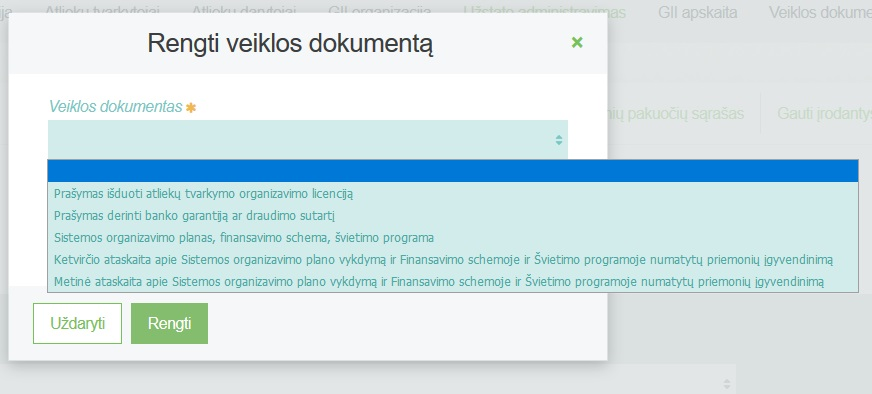 Atliekų tvarkytojai Atliekų darytojai GII organizacija Užstato administravimas GII apskaita Veiklos dokume
Rengti veiklos dokumentą
Veiklos dokumentas *
pakuočių sąrašas Gauti įrodantys
Prašymas išduoti atliekų tvarkymo organizavimo licenciją
Prašymas derinti banko garantiją ar draudimo sutartį
Sistemos organizavimo planas, finansavimo schema, švietimo programa
Ketvirčio ataskaita apie Sistemos organizavimo plano vykdymą ir Finansavimo schemoje ir Švietimo programoje numatytų priemonių įgyvendinimą
Metinė ataskaita apie Sistemos organizavimo plano vykdymą ir Finansavimo schemoje ir Švietimo programoje numatytų priemonių įgyvendinimą
Uždaryti Rengti